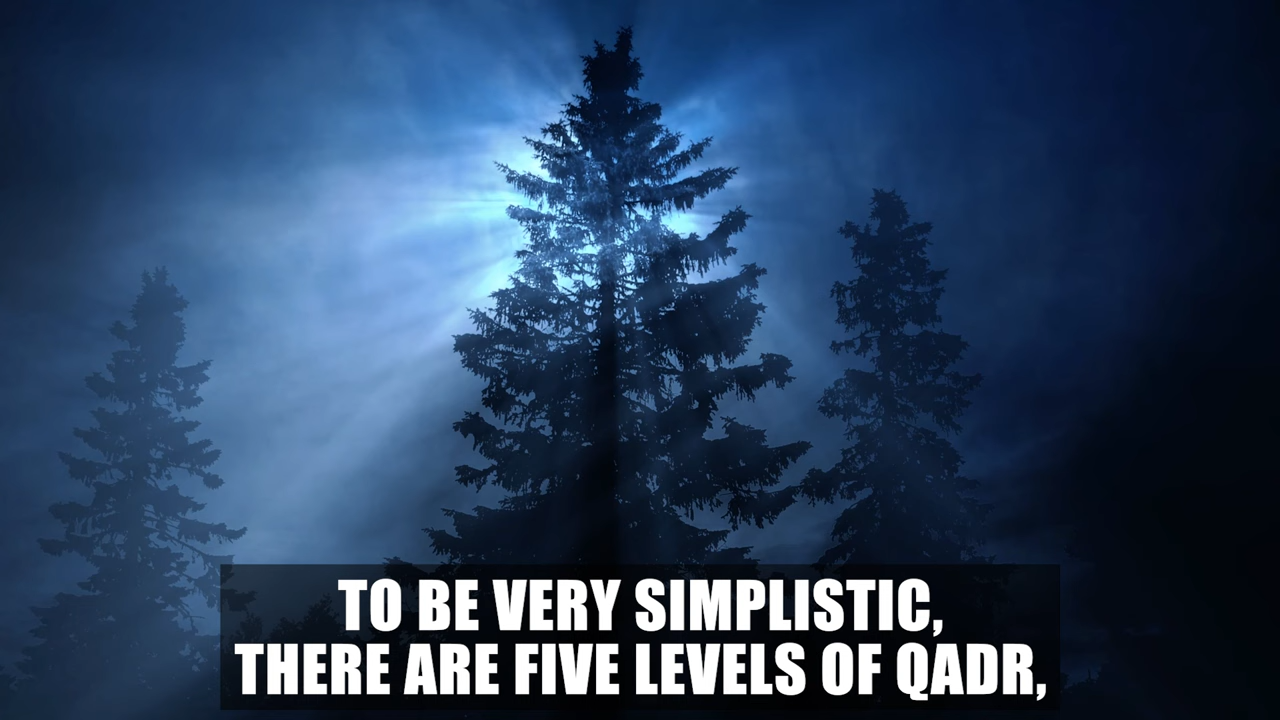 TO BE VERY SIMPLISTIC,
THERE ARE FIVE LEVELS OF QADR,